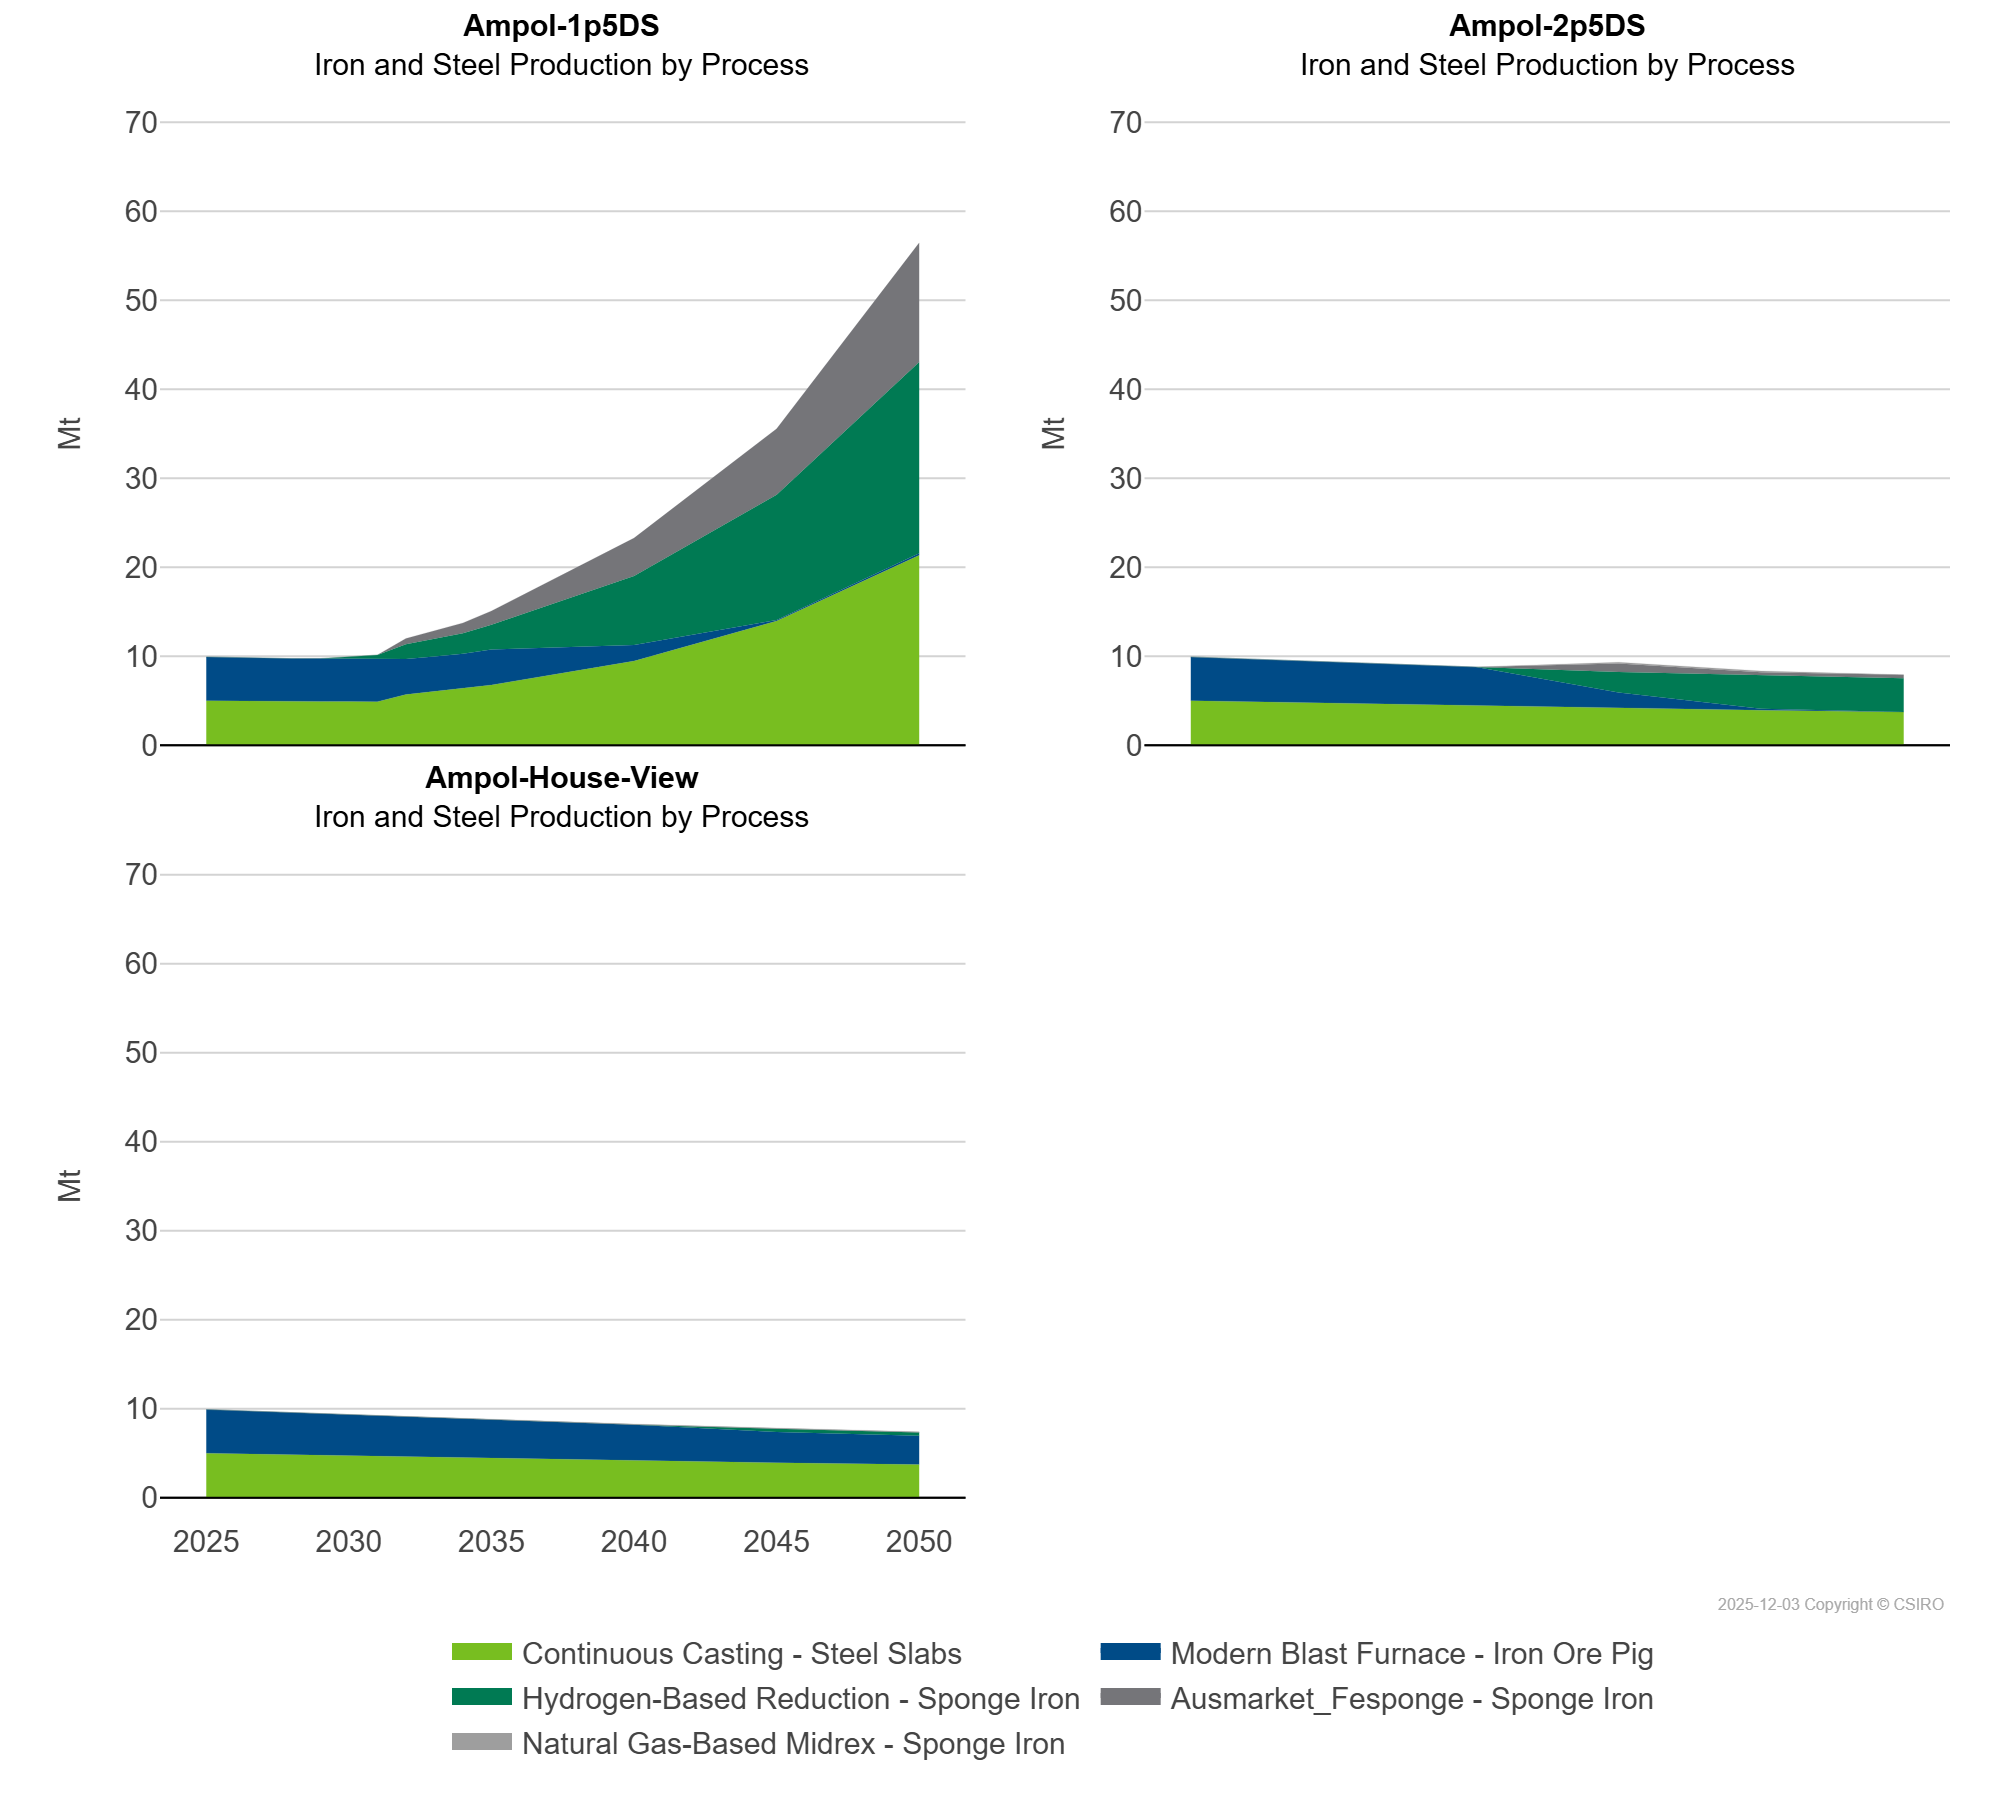 Ampol-1p5DS
Iron and Steel Production by Process
70
60
50
40
30
20
10
0
Mt
Ampol-2p5DS
Iron and Steel Production by Process
70
60
50
40
30
20
10
0
Mt
Ampol-House-View
Iron and Steel Production by Process
70
60
50
40
30
20
10
0
Mt
2025 2030 2035 2040 2045 2050
2025-12-03 Copyright © CSIRO
Continuous Casting - Steel Slabs
Modern Blast Furnace - Iron Ore Pig
Hydrogen-Based Reduction - Sponge Iron
Ausmarket_Fesponge - Sponge Iron
Natural Gas-Based Midrex - Sponge Iron